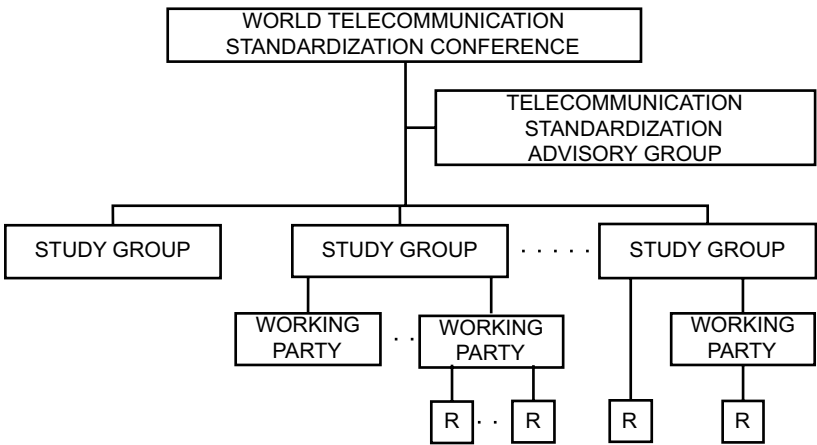 WORLD TELECOMMUNICATION
STANDARDIZATION CONFERENCE
TELECOMMUNICATION
STANDARDIZATION
ADVISORY GROUP
STUDY GROUP
STUDY GROUP
. . . . .
STUDY GROUP
WORKING
PARTY
. .
WORKING
PARTY
WORKING
PARTY
R
. .
R
R
R